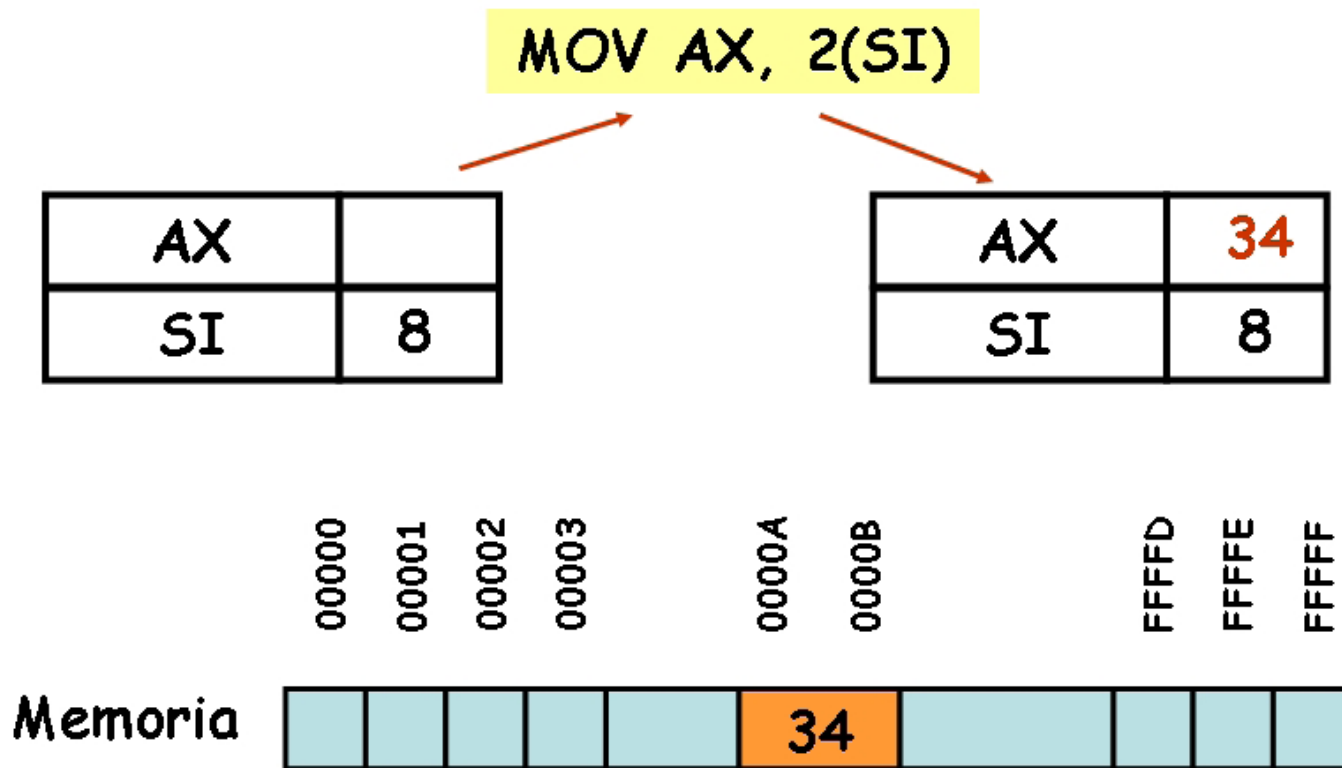 MOV AX, 2(SI)
AX
SI 8
AX 34
SI 8
00000 00001 00002 00003 0000A 0000B FFFFD FFFFE FFFFF
Memoria 34